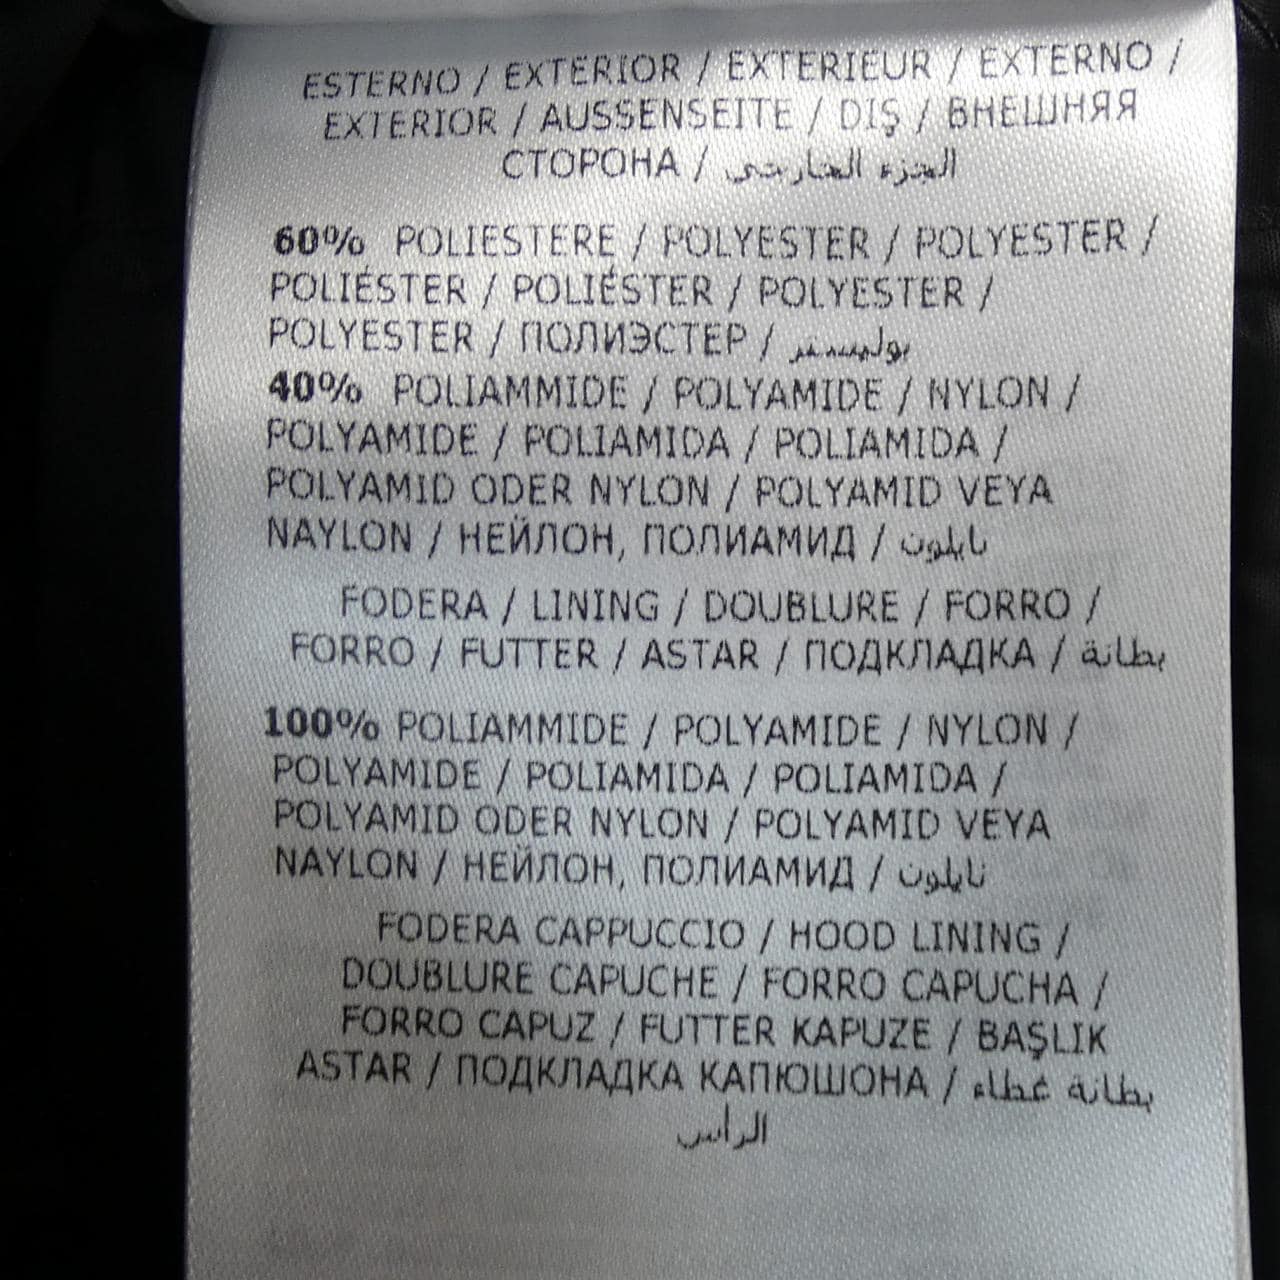 ESTERNO / EXTERIOR / EXTERIEUR / EXTERNO /
EXTERIOR / AUSSENSEITE / DIŞ / ВНЕШНЯЯ
СТОРОНА / الجزء الخارجي
60% POLIESTERE / POLYESTER / POLYESTER /
POLIÉSTER / POLIÉSTER / POLYESTER /
POLYESTER / ПОЛИЭСТЕР / بوليستر
40% POLIAMMIDE / POLYAMIDE / NYLON /
POLYAMIDE / POLIAMIDA / POLIAMIDA /
POLYAMID ODER NYLON / POLYAMID VEYA
NAYLON / НЕЙЛОН, ПОЛИАМИД / نايلون
FODERA / LINING / DOUBLURE / FORRO /
FORRO / FUTTER / ASTAR / ПОДКЛАДКА / بطانة
100% POLIAMMIDE / POLYAMIDE / NYLON /
POLYAMIDE / POLIAMIDA / POLIAMIDA /
POLYAMID ODER NYLON / POLYAMID VEYA
NAYLON / НЕЙЛОН, ПОЛИАМИД / نايلون
FODERA CAPPUCCIO / HOOD LINING /
DOUBLURE CAPUCHE / FORRO CAPUCHA /
FORRO CAPUZ / FUTTER KAPUZE / BAŞLIK
ASTAR / ПОДКЛАДКА КАПЮШОНА / بطانة غطاء
الرأس